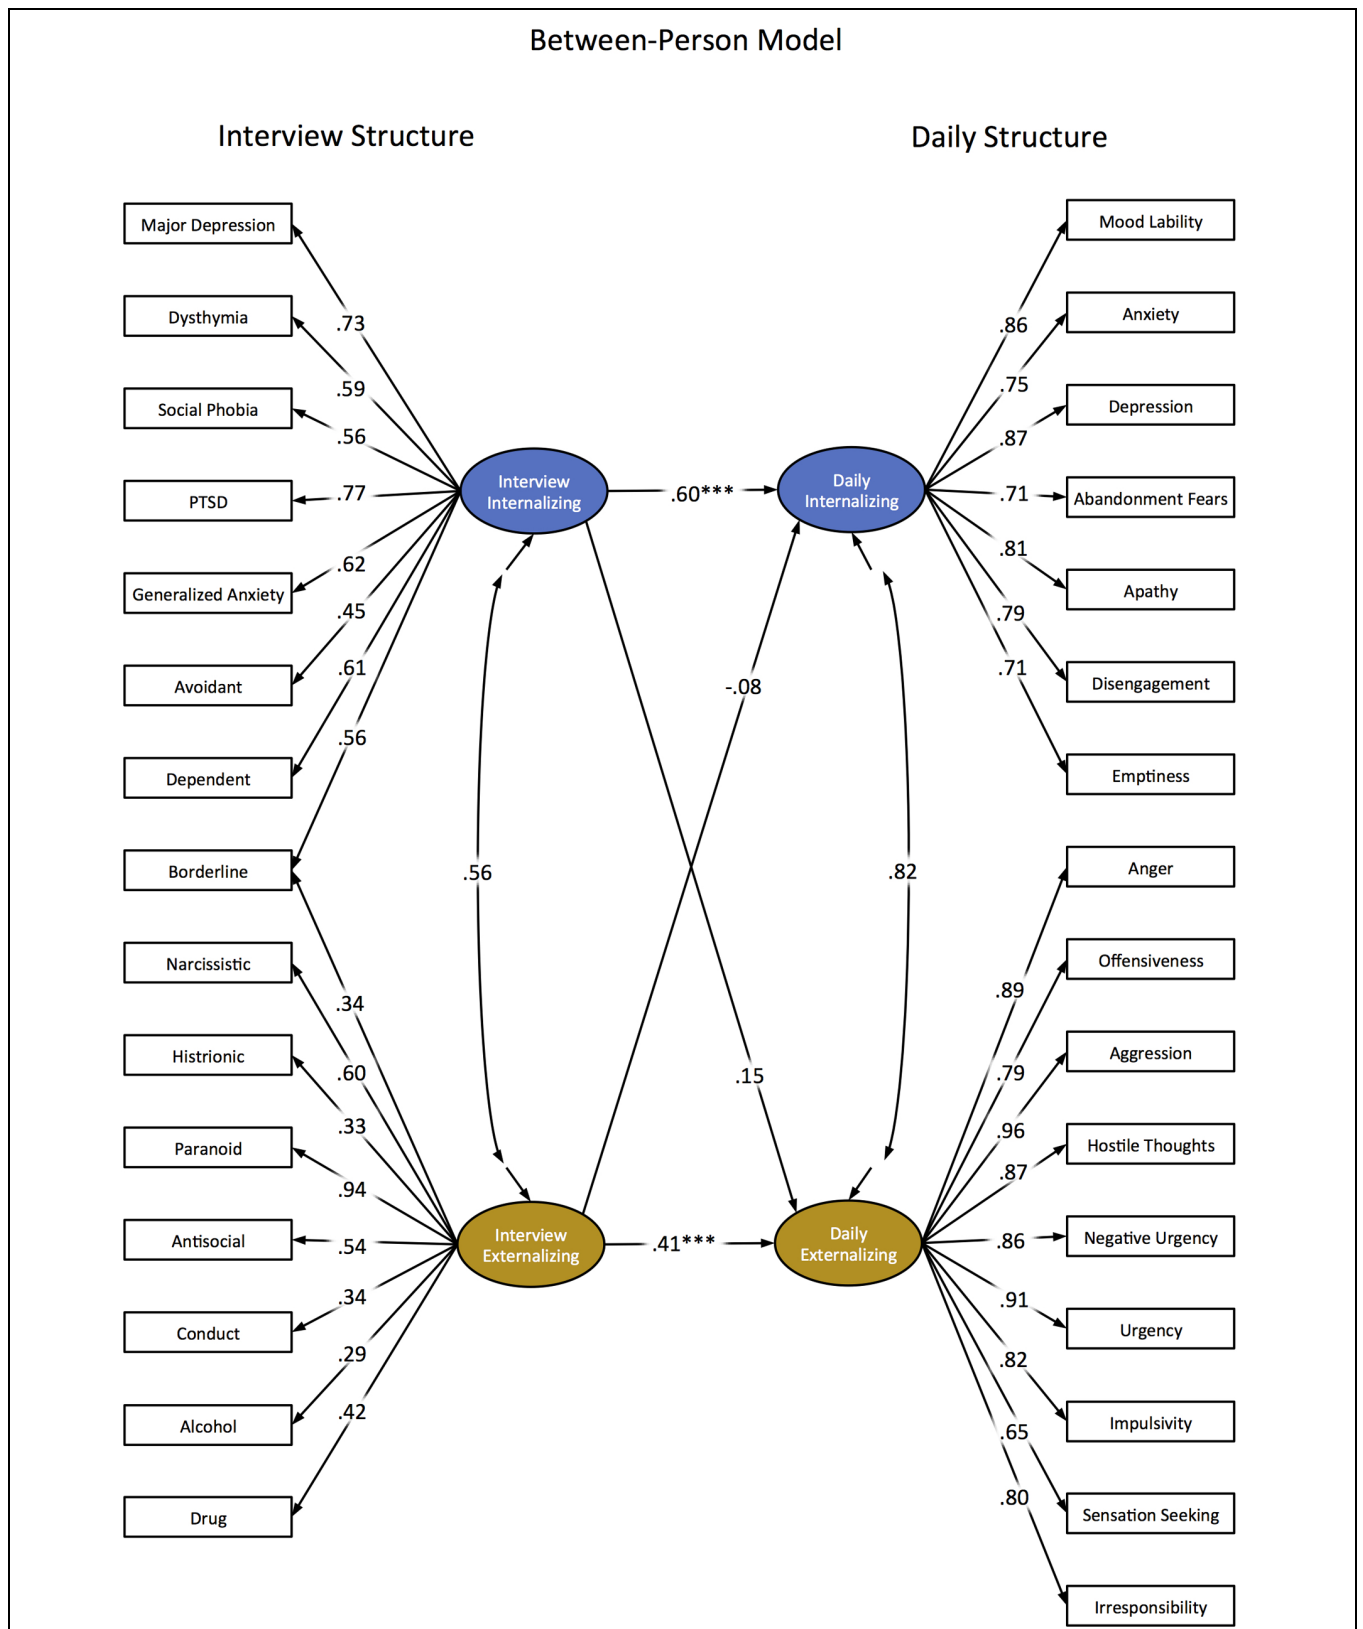 Between-Person Model
Interview Structure
Daily Structure
Major Depression
Dysthymia
Social Phobia
PTSD
Generalized Anxiety
Avoidant
Dependent
Borderline
Narcissistic
Histrionic
Paranoid
Antisocial
Conduct
Alcohol
Drug
.73
.59
.56
.77
.62
.45
.61
.56
.34
.60
.33
.94
.54
.34
.29
.42
Interview
Internalizing
Interview
Externalizing
.56
.60***
-.08
.15
.41***
Daily
Internalizing
Daily
Externalizing
.82
.86
.75
.87
.71
.81
.79
.71
.89
.79
.96
.87
.86
.91
.82
.65
.80
Mood Lability
Anxiety
Depression
Abandonment Fears
Apathy
Disengagement
Emptiness
Anger
Offensiveness
Aggression
Hostile Thoughts
Negative Urgency
Urgency
Impulsivity
Sensation Seeking
Irresponsibility